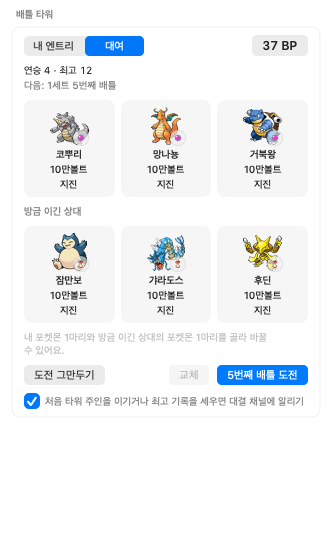 배틀 타워
내 엔트리 대여 37 BP
연승 4 · 최고 12
다음: 1세트 5번째 배틀
코뿌리 망나뇽 거북왕
10만볼트 10만볼트 10만볼트
지진 지진 지진
방금 이긴 상대
잠만보 갸라도스 후딘
10만볼트 10만볼트 10만볼트
지진 지진 지진
내 포켓몬 1마리와 방금 이긴 상대의 포켓몬 1마리를 골라 바꿀
수 있어요.
도전 그만두기 교체 5번째 배틀 도전
처음 타워 주인을 이기거나 최고 기록을 세우면 대결 채널에 알리기